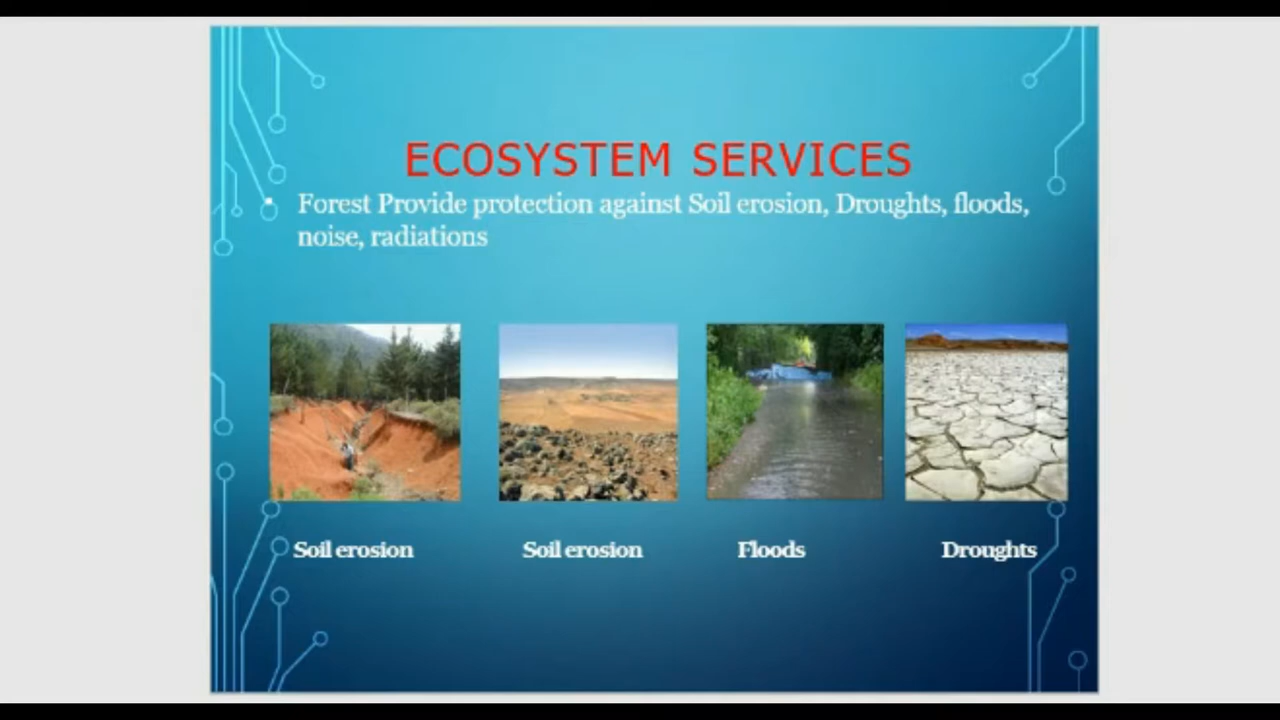 ECOSYSTEM SERVICES
Forest Provide protection against Soil erosion, Droughts, floods,
noise, radiations
Soil erosion Soil erosion Floods Droughts